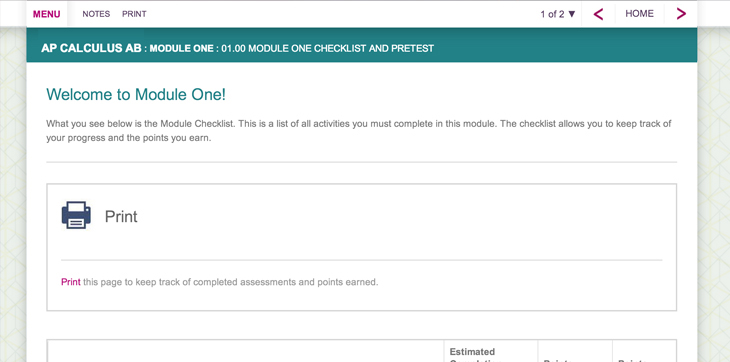 MENU NOTES PRINT 1 of 2 ▼ HOME
AP CALCULUS AB : MODULE ONE : 01.00 MODULE ONE CHECKLIST AND PRETEST
Welcome to Module One!
What you see below is the Module Checklist. This is a list of all activities you must complete in this module. The checklist allows you to keep track of
your progress and the points you earn.
Print
Print this page to keep track of completed assessments and points earned.
Estimated